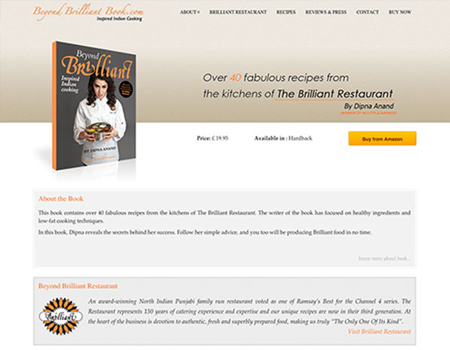 Beyond Brilliant Book.com
Inspired Indian Cooking
ABOUT US
BRILLIANT RESTAURANT
RECIPES
REVIEWS & PRESS
CONTACT
BUY NOW
Beyond
Brilliant
Inspired
Indian
cooking
BY DIPNA ANAND
Over 40 fabulous recipes from
the kitchens of The Brilliant Restaurant
By Dipna Anand
Price: £ 19.95
Available in : Hardback
Buy from Amazon
About the Book
This book contains over 40 fabulous recipes from the kitchens of The Brilliant Restaurant. The writer of the book has focused on healthy ingredients and
low-fat cooking techniques.
In this book, Dipna reveals the secrets behind her success. Follow her simple advice, and you too will be producing Brilliant food in no time.
learn more about book...
Beyond Brilliant Restaurant
Brilliant
An award-winning North Indian Punjabi family run restaurant voted as one of Ramsay's Best for the Channel 4 series. The
Restaurant represents 150 years of catering experience and expertise and our unique recipes are now in their third generation. At
the heart of the business is devotion to authentic, fresh and superbly prepared food, making us truly "The Only One Of Its Kind".
Visit Brilliant Restaurant